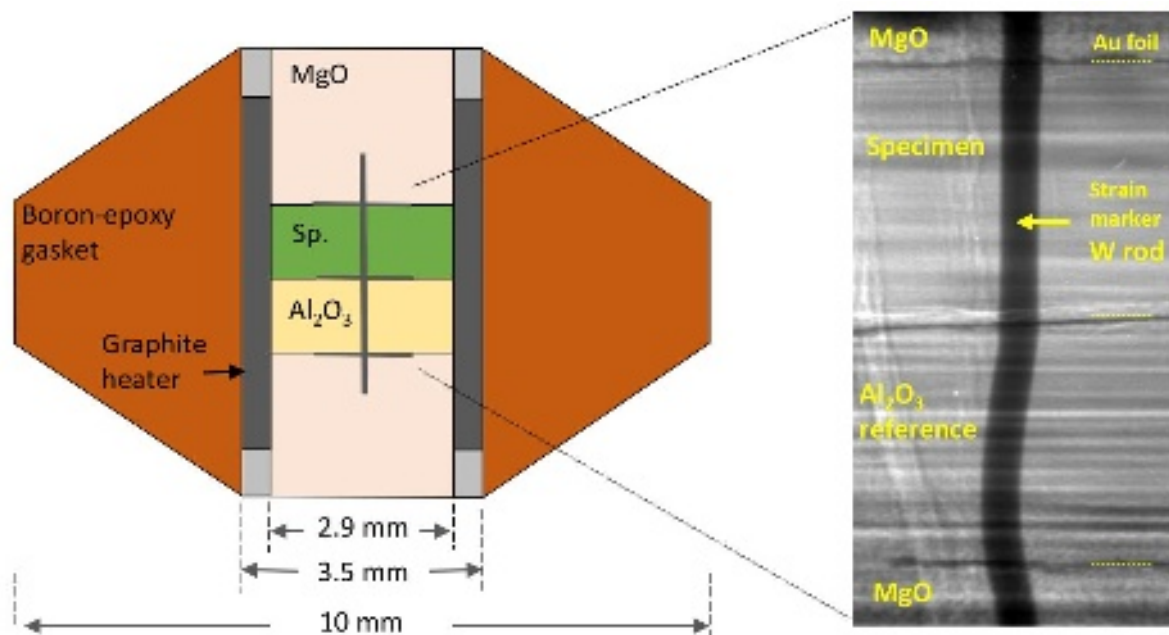 MgO
Boron-epoxy
gasket
Sp.
Al₂O₃
Graphite
heater
2.9 mm
3.5 mm
10 mm
MgO
Au foil
Specimen
Strain
marker
W rod
Al₂O₃
reference
MgO